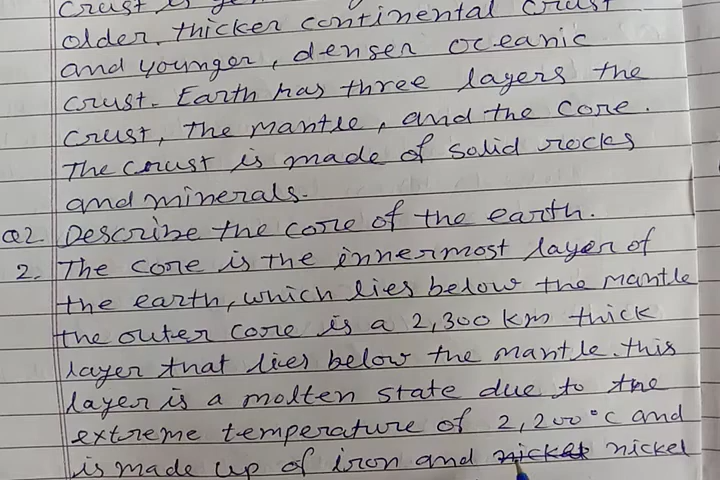 Crust is
older, thicker continental crust
and younger, denser oceanic
crust. Earth has three layers the
crust, the mantle, and the core.
The crust is made of solid rocks
and minerals.
Q2. Describe the core of the earth.
2. The core is the innermost layer of
the earth, which lies below the mantle
the outer core is a 2,300 km thick
layer that lies below the mantle. this
layer is a molten state due to the
extreme temperature of 2,200°C and
is made up of iron and nickel